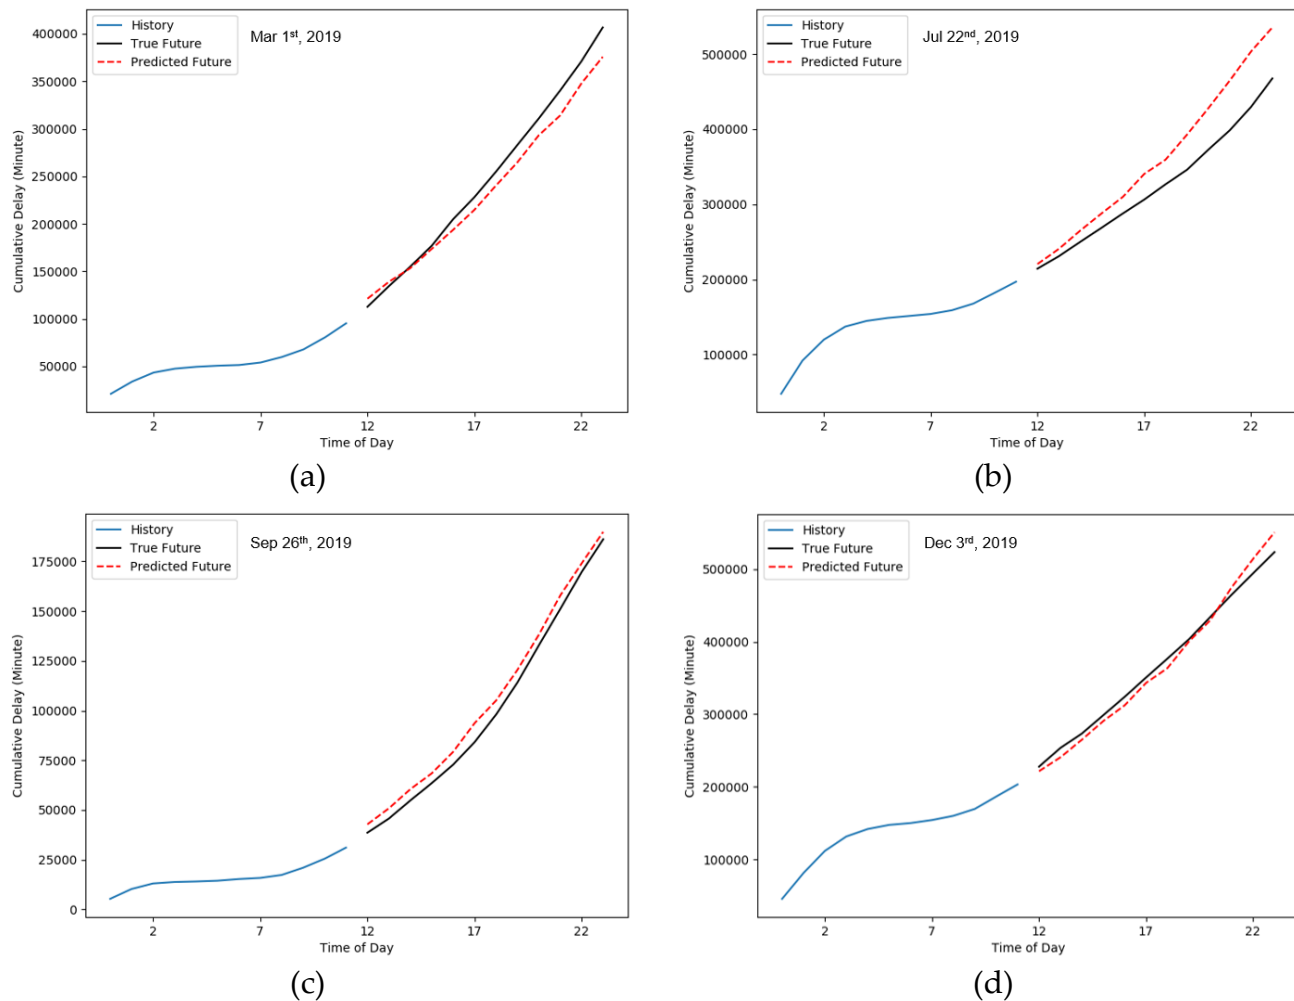 History
True Future
Predicted Future
Mar 1st, 2019
Cumulative Delay (Minute)
400000
350000
300000
250000
200000
150000
100000
50000
2
7
12
17
22
Time of Day
(a)
History
True Future
Predicted Future
Jul 22nd, 2019
Cumulative Delay (Minute)
500000
400000
300000
200000
100000
2
7
12
17
22
Time of Day
(b)
History
True Future
Predicted Future
Sep 26th, 2019
Cumulative Delay (Minute)
175000
150000
125000
100000
75000
50000
25000
0
2
7
12
17
22
Time of Day
(c)
History
True Future
Predicted Future
Dec 3rd, 2019
Cumulative Delay (Minute)
500000
400000
300000
200000
100000
2
7
12
17
22
Time of Day
(d)